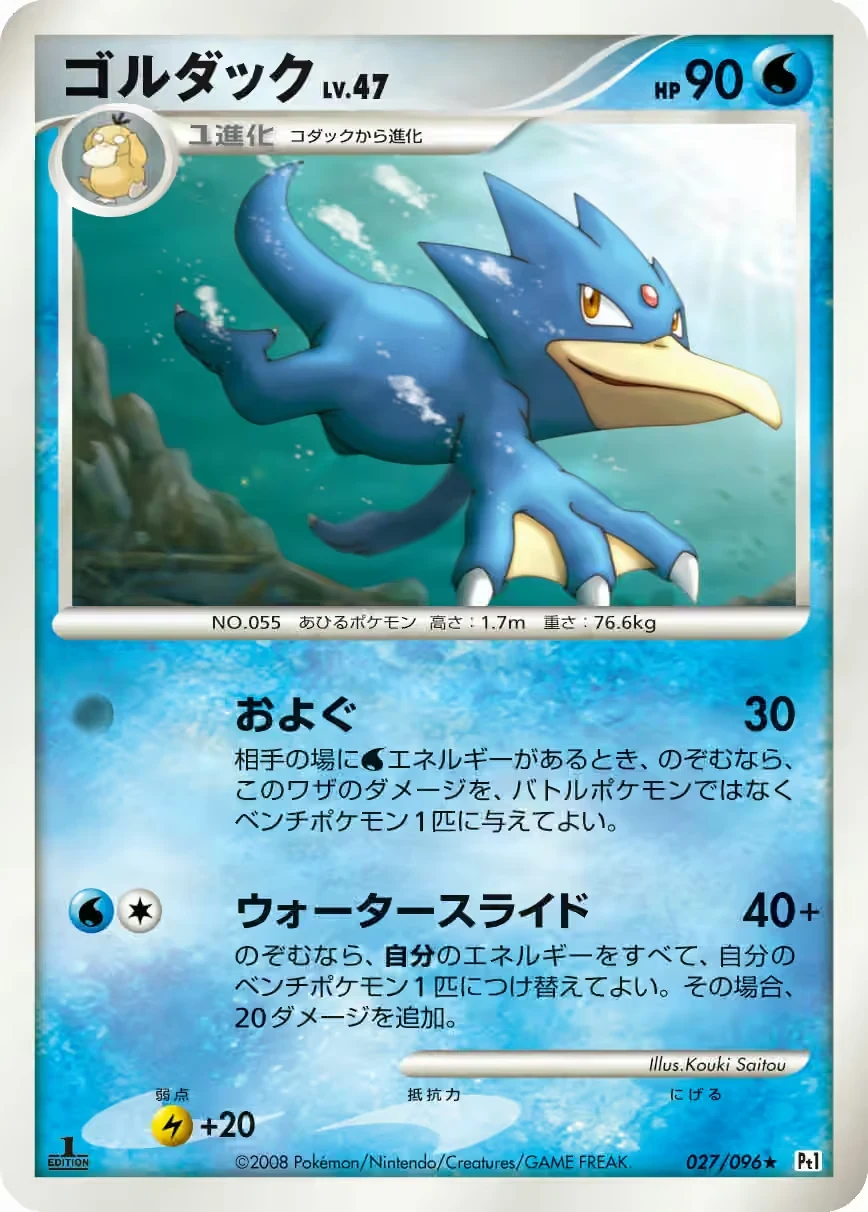 ゴルダック LV.47 HP 90
1進化 コダックから進化
NO.055 あひるポケモン 高さ：1.7m 重さ：76.6kg
およぐ 30
相手の場にエネルギーがあるとき、のぞむなら、
このワザのダメージを、バトルポケモンではなく
ベンチポケモン1匹に与えてよい。
ウォータースライド 40+
のぞむなら、自分のエネルギーをすべて、自分の
ベンチポケモン1匹につけ替えてよい。その場合、
20ダメージを追加。
Illus.Kouki Saitou
弱点 抵抗力 にげる
+20
1 EDITION ©2008 Pokémon/Nintendo/Creatures/GAME FREAK. 027/096★ Pt1